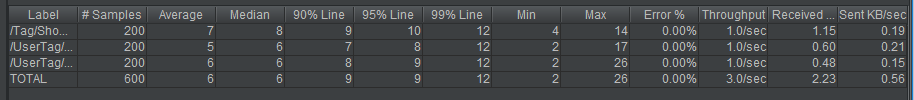 Label # Samples Average Median 90% Line 95% Line 99% Line Min Max Error % Throughput Received ... Sent KB/sec
/Tag/Sho... 200 7 8 9 10 12 4 14 0.00% 1.0/sec 1.15 0.19
/UserTag/... 200 5 6 7 8 12 2 17 0.00% 1.0/sec 0.60 0.21
/UserTag/... 200 6 6 8 9 12 2 26 0.00% 1.0/sec 0.48 0.15
TOTAL 600 6 6 9 9 12 2 26 0.00% 3.0/sec 2.23 0.56